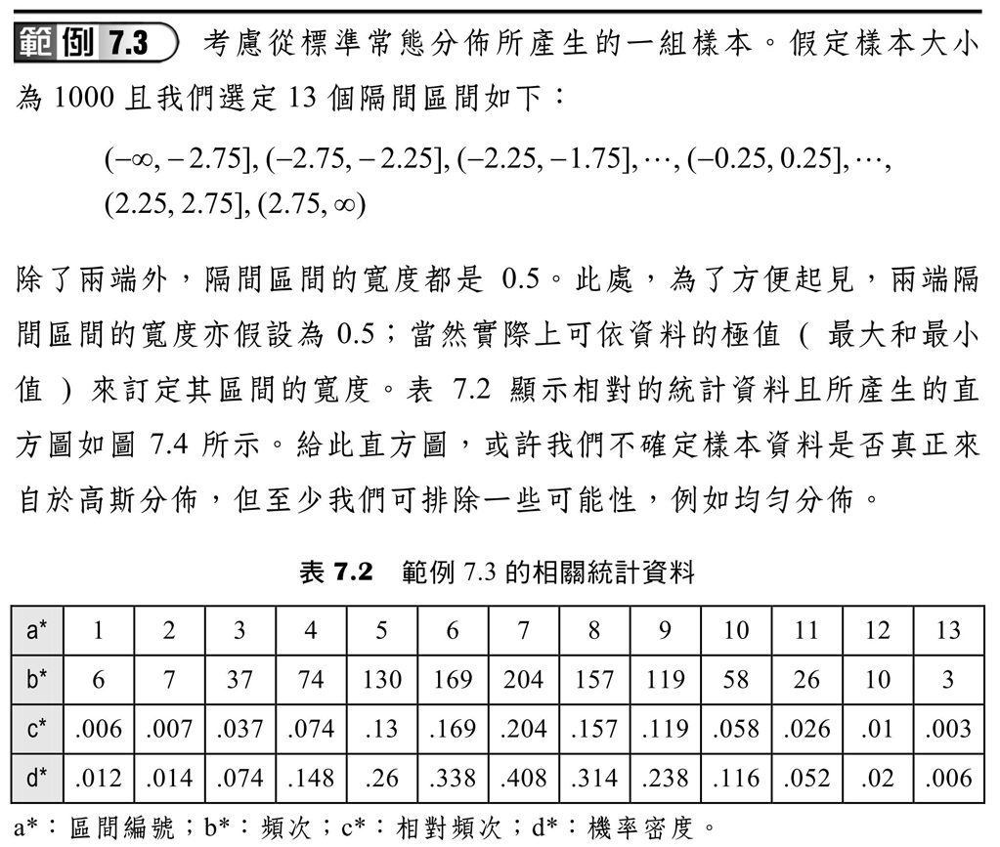 範例 7.3 考慮從標準常態分佈所產生的一組樣本。假定樣本大小
為 1000 且我們選定 13 個隔間區間如下：
(−∞, −2.75], (−2.75, −2.25], (−2.25, −1.75], ⋯, (−0.25, 0.25], ⋯,
(2.25, 2.75], (2.75, ∞)
除了兩端外，隔間區間的寬度都是 0.5。此處，為了方便起見，兩端隔
間區間的寬度亦假設為 0.5；當然實際上可依資料的極值 ( 最大和最小
值 ) 來訂定其區間的寬度。表 7.2 顯示相對的統計資料且所產生的直
方圖如圖 7.4 所示。給此直方圖，或許我們不確定樣本資料是否真正來
自於高斯分佈，但至少我們可排除一些可能性，例如均勻分佈。
表 7.2 範例 7.3 的相關統計資料
a* 1 2 3 4 5 6 7 8 9 10 11 12 13
b* 6 7 37 74 130 169 204 157 119 58 26 10 3
c* .006 .007 .037 .074 .13 .169 .204 .157 .119 .058 .026 .01 .003
d* .012 .014 .074 .148 .26 .338 .408 .314 .238 .116 .052 .02 .006
a*：區間編號；b*：頻次；c*：相對頻次；d*：機率密度。